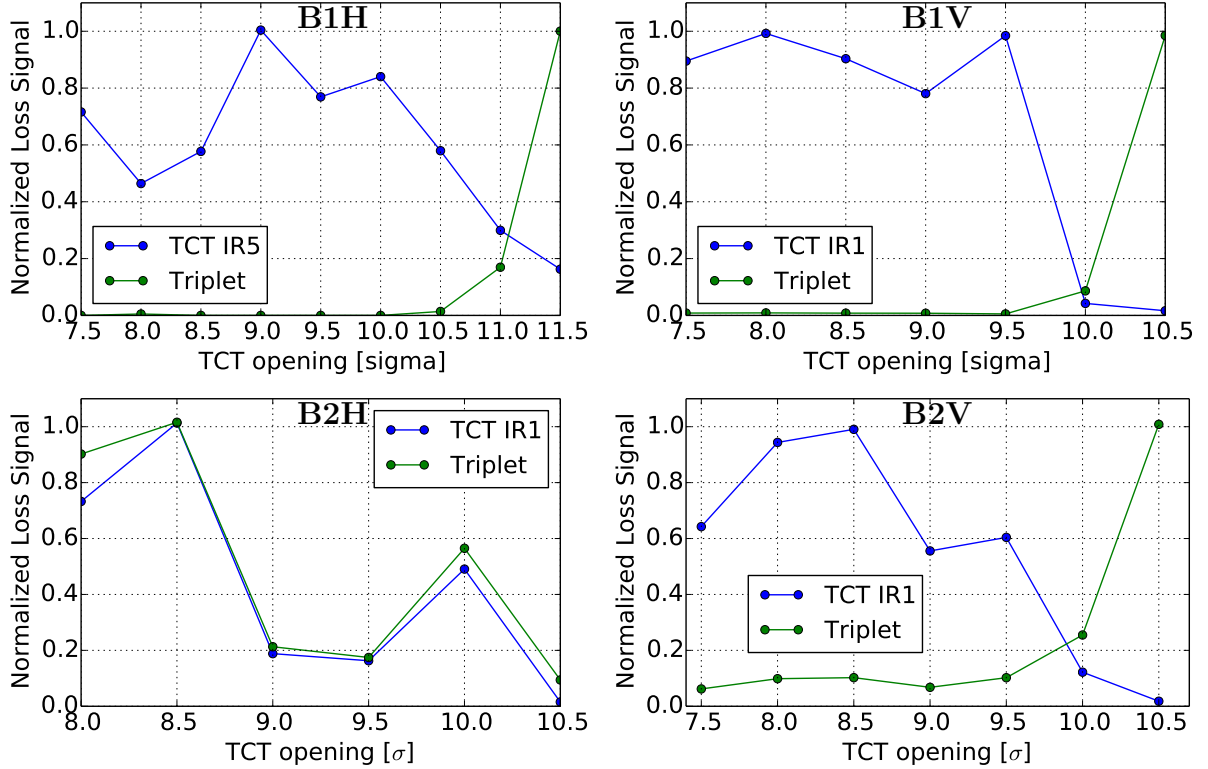 B1H
Normalized Loss Signal
1.0
0.8
0.6
0.4
0.2
0.0
TCT IR5
Triplet
7.5 8.0 8.5 9.0 9.5 10.0 10.5 11.0 11.5
TCT opening [sigma]
B1V
Normalized Loss Signal
1.0
0.8
0.6
0.4
0.2
0.0
TCT IR1
Triplet
7.5 8.0 8.5 9.0 9.5 10.0 10.5
TCT opening [sigma]
B2H
Normalized Loss Signal
1.0
0.8
0.6
0.4
0.2
0.0
TCT IR1
Triplet
8.0 8.5 9.0 9.5 10.0 10.5
TCT opening [σ]
B2V
Normalized Loss Signal
1.0
0.8
0.6
0.4
0.2
0.0
TCT IR1
Triplet
7.5 8.0 8.5 9.0 9.5 10.0 10.5
TCT opening [σ]